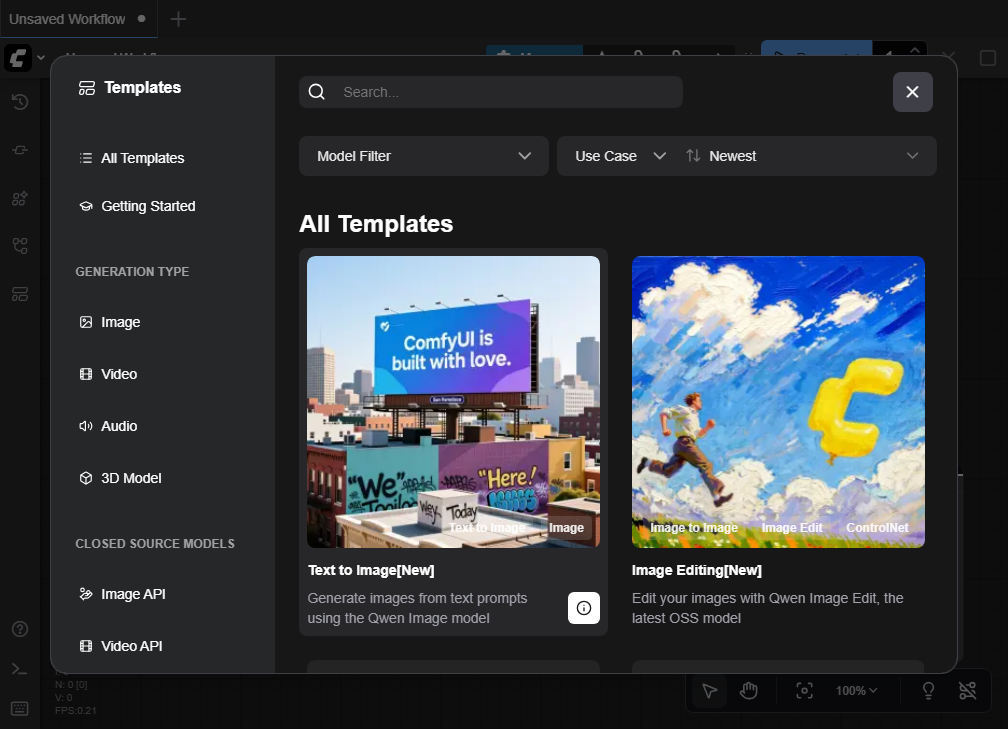 Unsaved Workflow
Templates
Search...
All Templates
Getting Started
Model Filter
Use Case
Newest
GENERATION TYPE
Image
Video
Audio
3D Model
CLOSED SOURCE MODELS
Image API
Video API
All Templates
ComfyUI is
built with love.
San Francisco
"We"
"Here!
Wey
Today
Text to Image
Image
Text to Image[New]
Generate images from text prompts
using the Qwen Image model
Image to Image
Image Edit
ControlNet
Image Editing[New]
Edit your images with Qwen Image Edit, the
latest OSS model
N: 0 [0]
V: 0
FPS:0.21
100%